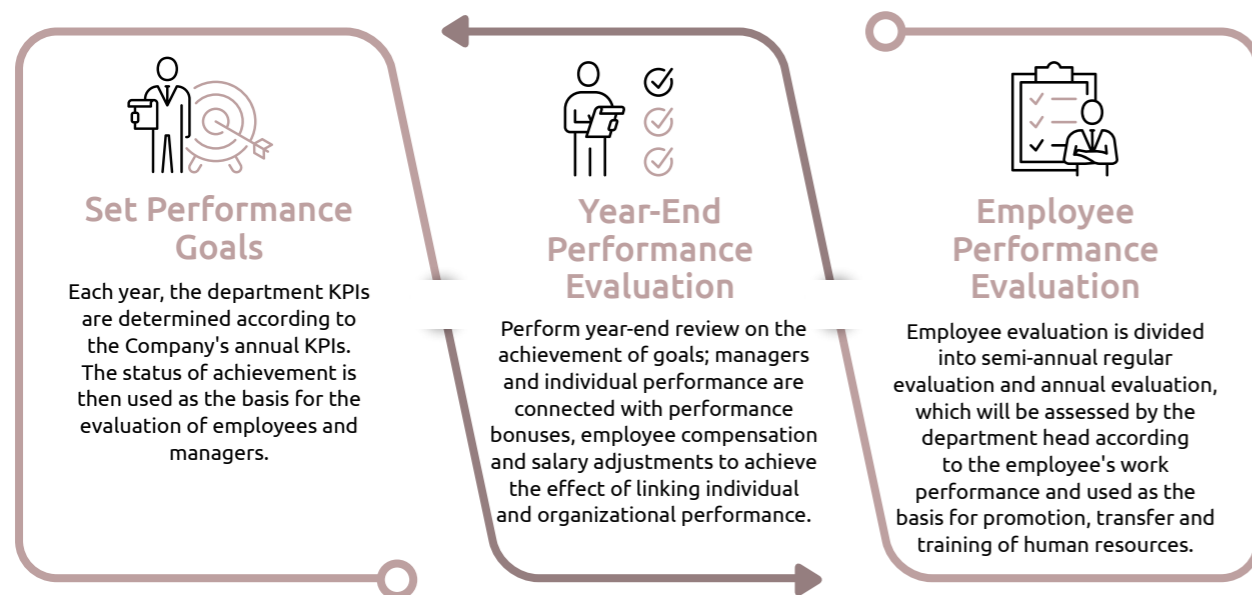 Set Performance
Goals
Each year, the department KPIs
are determined according to
the Company's annual KPIs.
The status of achievement is
then used as the basis for the
evaluation of employees and
managers.
Year-End
Performance
Evaluation
Perform year-end review on the
achievement of goals; managers
and individual performance are
connected with performance
bonuses, employee compensation
and salary adjustments to achieve
the effect of linking individual
and organizational performance.
Employee
Performance
Evaluation
Employee evaluation is divided
into semi-annual regular
evaluation and annual evaluation,
which will be assessed by the
department head according
to the employee's work
performance and used as the
basis for promotion, transfer and
training of human resources.